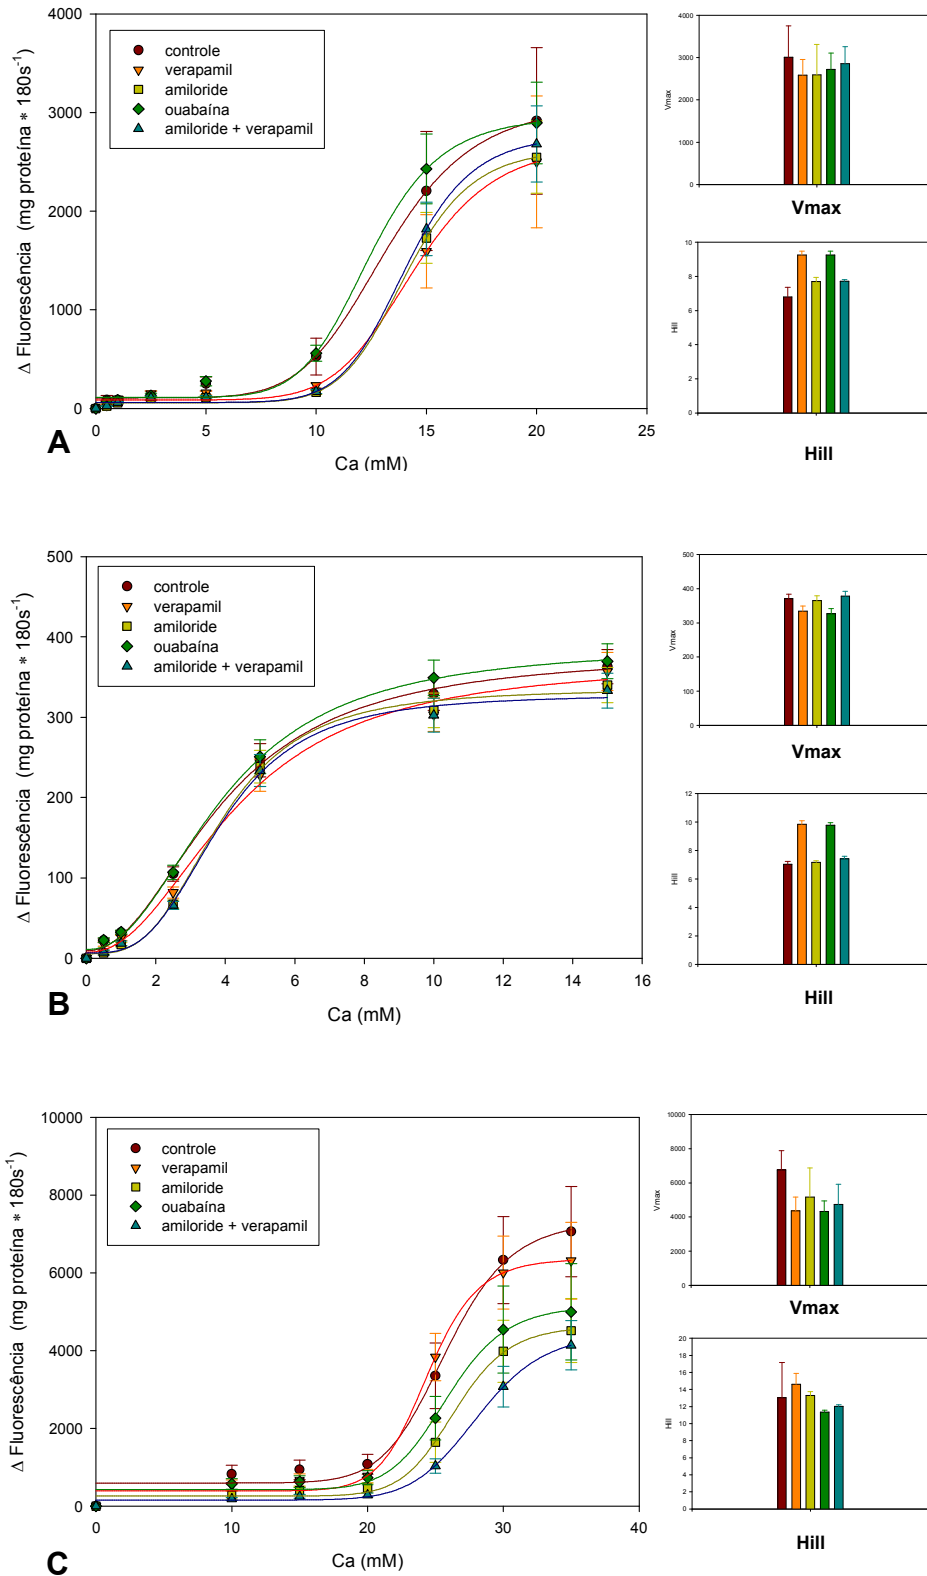 4000
3000
2000
1000
0
Δ Fluorescência (mg proteína * 180s⁻¹)
controle
verapamil
amiloride
ouabaína
amiloride + verapamil
0 5 10 15 20 25
Ca (mM)
A
4000
3000
2000
1000
0
Vmax
Vmax
10
8
6
4
2
0
Hill
Hill
500
400
300
200
100
0
Δ Fluorescência (mg proteína * 180s⁻¹)
controle
verapamil
amiloride
ouabaína
amiloride + verapamil
0 2 4 6 8 10 12 14 16
Ca (mM)
B
500
400
300
200
100
0
Vmax
Vmax
12
10
8
6
4
2
0
Hill
Hill
10000
8000
6000
4000
2000
0
Δ Fluorescência (mg proteína * 180s⁻¹)
controle
verapamil
amiloride
ouabaína
amiloride + verapamil
0 10 20 30 40
Ca (mM)
C
10000
8000
6000
4000
2000
0
Vmax
Vmax
20
18
16
14
12
10
8
6
4
2
0
Hill
Hill